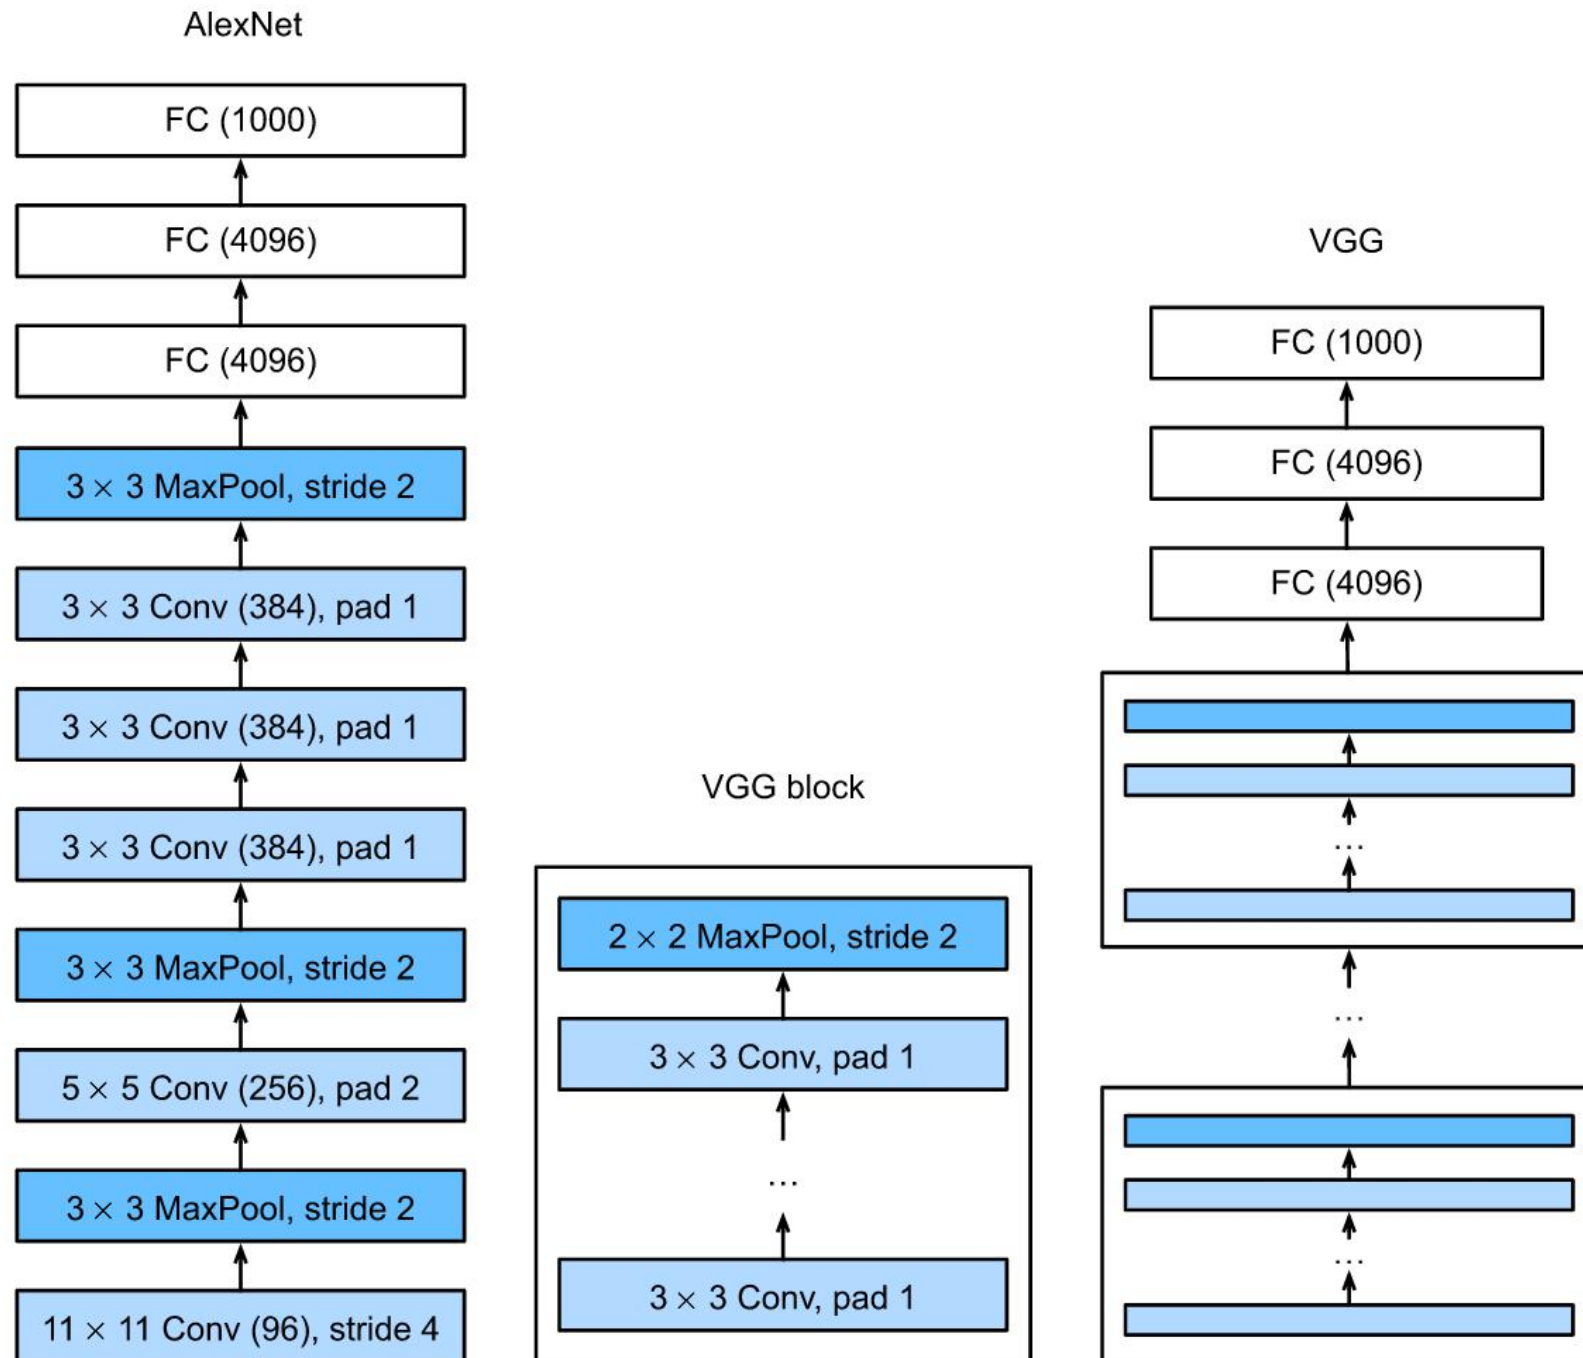 AlexNet
FC (1000)
FC (4096)
FC (4096)
3 × 3 MaxPool, stride 2
3 × 3 Conv (384), pad 1
3 × 3 Conv (384), pad 1
3 × 3 Conv (384), pad 1
3 × 3 MaxPool, stride 2
5 × 5 Conv (256), pad 2
3 × 3 MaxPool, stride 2
11 × 11 Conv (96), stride 4
VGG block
2 × 2 MaxPool, stride 2
3 × 3 Conv, pad 1
...
3 × 3 Conv, pad 1
VGG
FC (1000)
FC (4096)
FC (4096)
...
...
...